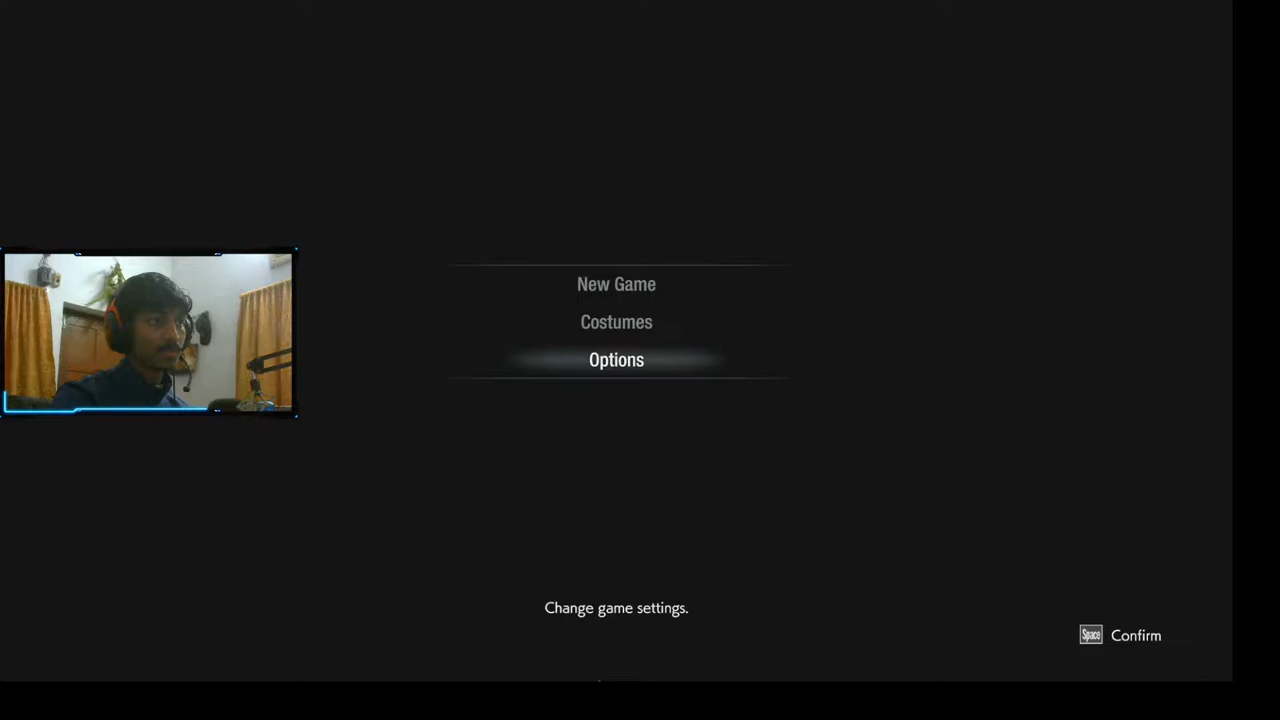 New Game
Costumes
Options
Change game settings.
Space Confirm